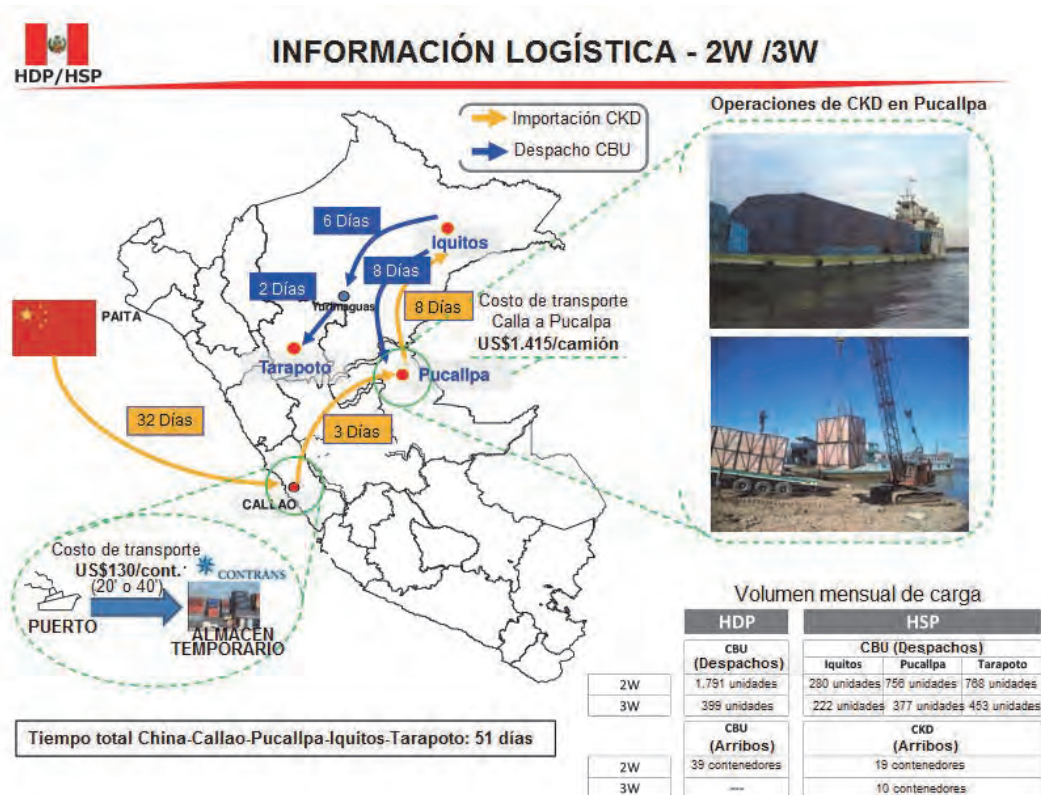 HDP/HSP
INFORMACIÓN LOGÍSTICA - 2W /3W
Importación CKD
Despacho CBU
Operaciones de CKD en Pucallpa
6 Días
Iquitos
8 Días
2 Días
Yurimaguas
8 Días
Costo de transporte
Calla a Pucalpa
US$1.415/camión
PAITA
Tarapoto
Pucallpa
32 Días
3 Días
CALLAO
Costo de transporte
US$130/cont.
(20' o 40')
CONTRANS
PUERTO
ALMACÉN
TEMPORARIO
Tiempo total China-Callao-Pucallpa-Iquitos-Tarapoto: 51 días
Volumen mensual de carga
HDP HSP
CBU
(Despachos)
CBU (Despachos)
Iquitos Pucallpa Tarapoto
2W 1.791 unidades 280 unidades 756 unidades 768 unidades
3W 399 unidades 222 unidades 377 unidades 453 unidades
CBU
(Arribos)
CKD
(Arribos)
2W 39 contenedores 19 contenedores
3W --- 10 contenedores